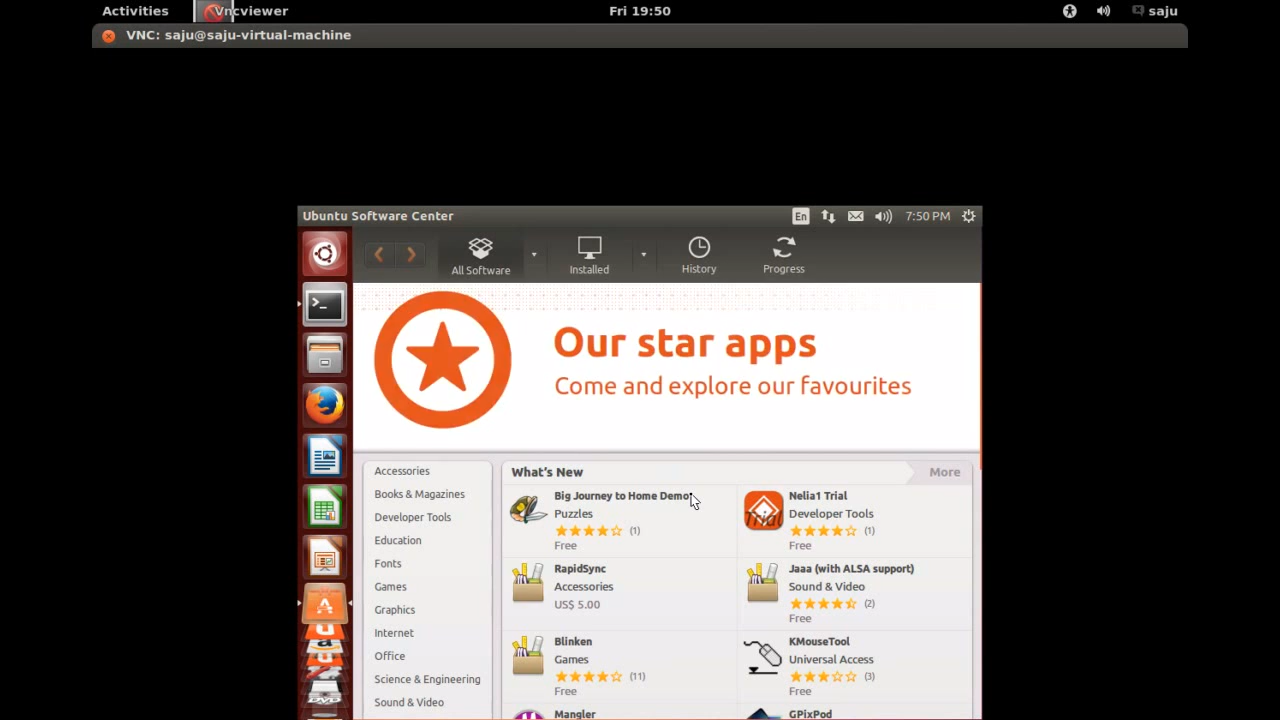 Activities Vncviewer Fri 19:50 saju
VNC: saju@saju-virtual-machine
Ubuntu Software Center En 7:50 PM
All Software Installed History Progress
Our star apps
Come and explore our favourites
Accessories
Books & Magazines
Developer Tools
Education
Fonts
Games
Graphics
Internet
Office
Science & Engineering
Sound & Video
What's New More
Big Journey to Home Demo
Puzzles
(1)
Free
Nelia1 Trial
Developer Tools
(1)
Free
RapidSync
Accessories
US$ 5.00
Jaaa (with ALSA support)
Sound & Video
(2)
Free
Blinken
Games
(11)
Free
KMouseTool
Universal Access
(3)
Free
Mangler
GPixPod